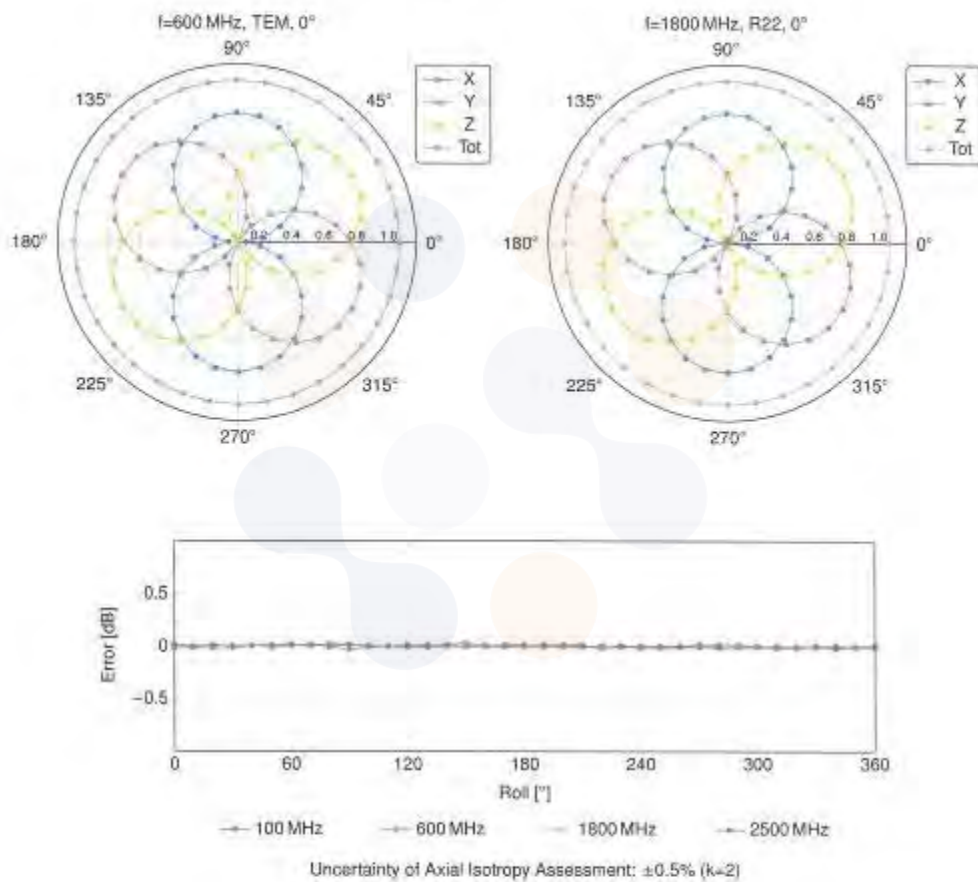 f=600 MHz, TEM, 0°
90°
135°
45°
180°
0.2 0.4 0.6 0.8 1.0
0°
225°
315°
270°
X
Y
Z
Tot
f=1800 MHz, R22, 0°
90°
135°
45°
180°
0.2 0.4 0.6 0.8 1.0
0°
225°
315°
270°
X
Y
Z
Tot
Error [dB]
0.5
0
−0.5
0 60 120 180 240 300 360
Roll [°]
100 MHz 600 MHz 1800 MHz 2500 MHz
Uncertainty of Axial Isotropy Assessment: ±0.5% (k=2)